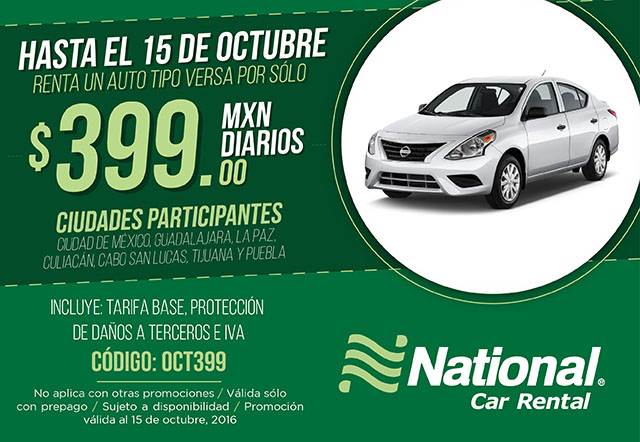 HASTA EL 15 DE OCTUBRE
RENTA UN AUTO TIPO VERSA POR SÓLO
$399.00 MXN DIARIOS
CIUDADES PARTICIPANTES
CIUDAD DE MÉXICO, GUADALAJARA, LA PAZ,
CULIACÁN, CABO SAN LUCAS, TIJUANA Y PUEBLA
INCLUYE: TARIFA BASE, PROTECCIÓN
DE DAÑOS A TERCEROS E IVA
CÓDIGO: OCT399
No aplica con otras promociones / Válida sólo
con prepago / Sujeto a disponibilidad / Promoción
válida al 15 de octubre, 2016
National®
Car Rental